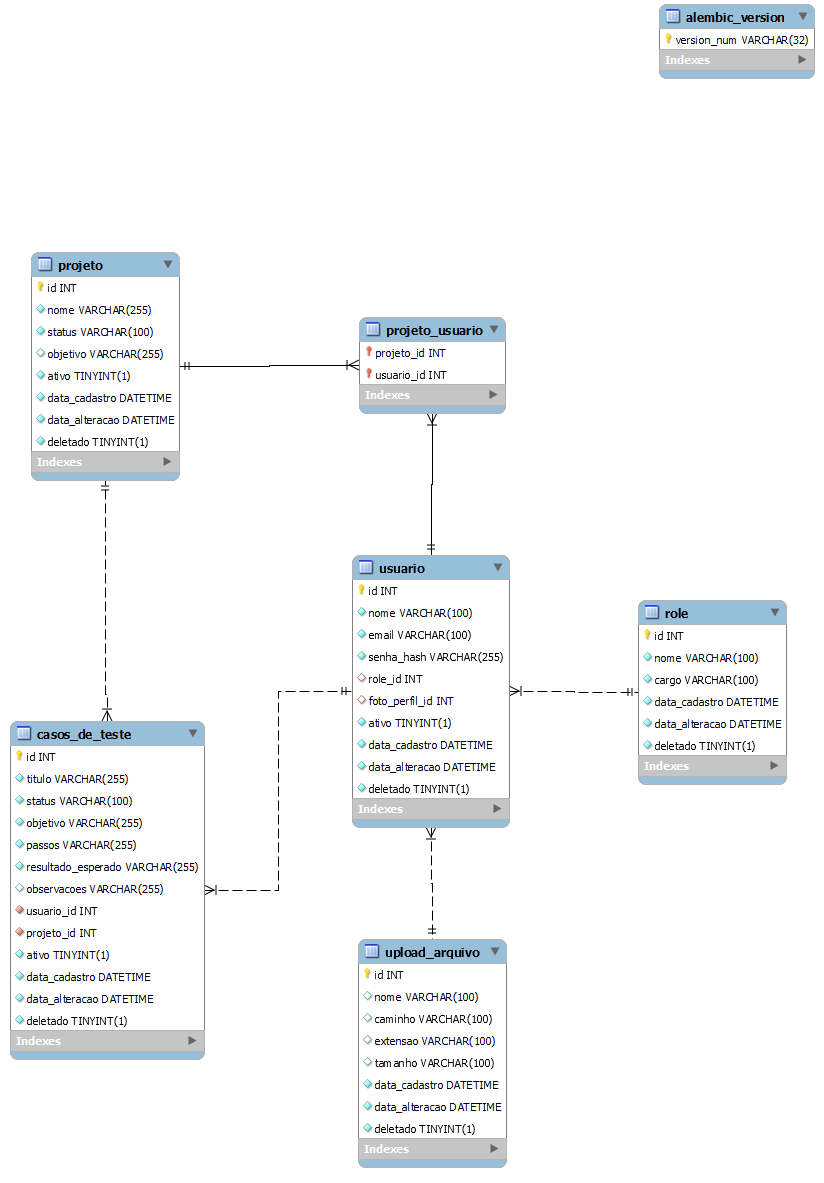 alembic_version
version_num VARCHAR(32)
Indexes
projeto
id INT
nome VARCHAR(255)
status VARCHAR(100)
objetivo VARCHAR(255)
ativo TINYINT(1)
data_cadastro DATETIME
data_alteracao DATETIME
deletado TINYINT(1)
Indexes
projeto_usuario
projeto_id INT
usuario_id INT
Indexes
usuario
id INT
nome VARCHAR(100)
email VARCHAR(100)
senha_hash VARCHAR(255)
role_id INT
foto_perfil_id INT
ativo TINYINT(1)
data_cadastro DATETIME
data_alteracao DATETIME
deletado TINYINT(1)
Indexes
role
id INT
nome VARCHAR(100)
cargo VARCHAR(100)
data_cadastro DATETIME
data_alteracao DATETIME
deletado TINYINT(1)
Indexes
casos_de_teste
id INT
titulo VARCHAR(255)
status VARCHAR(100)
objetivo VARCHAR(255)
passos VARCHAR(255)
resultado_esperado VARCHAR(255)
observacoes VARCHAR(255)
usuario_id INT
projeto_id INT
ativo TINYINT(1)
data_cadastro DATETIME
data_alteracao DATETIME
deletado TINYINT(1)
Indexes
upload_arquivo
id INT
nome VARCHAR(100)
caminho VARCHAR(100)
extensao VARCHAR(100)
tamanho VARCHAR(100)
data_cadastro DATETIME
data_alteracao DATETIME
deletado TINYINT(1)
Indexes